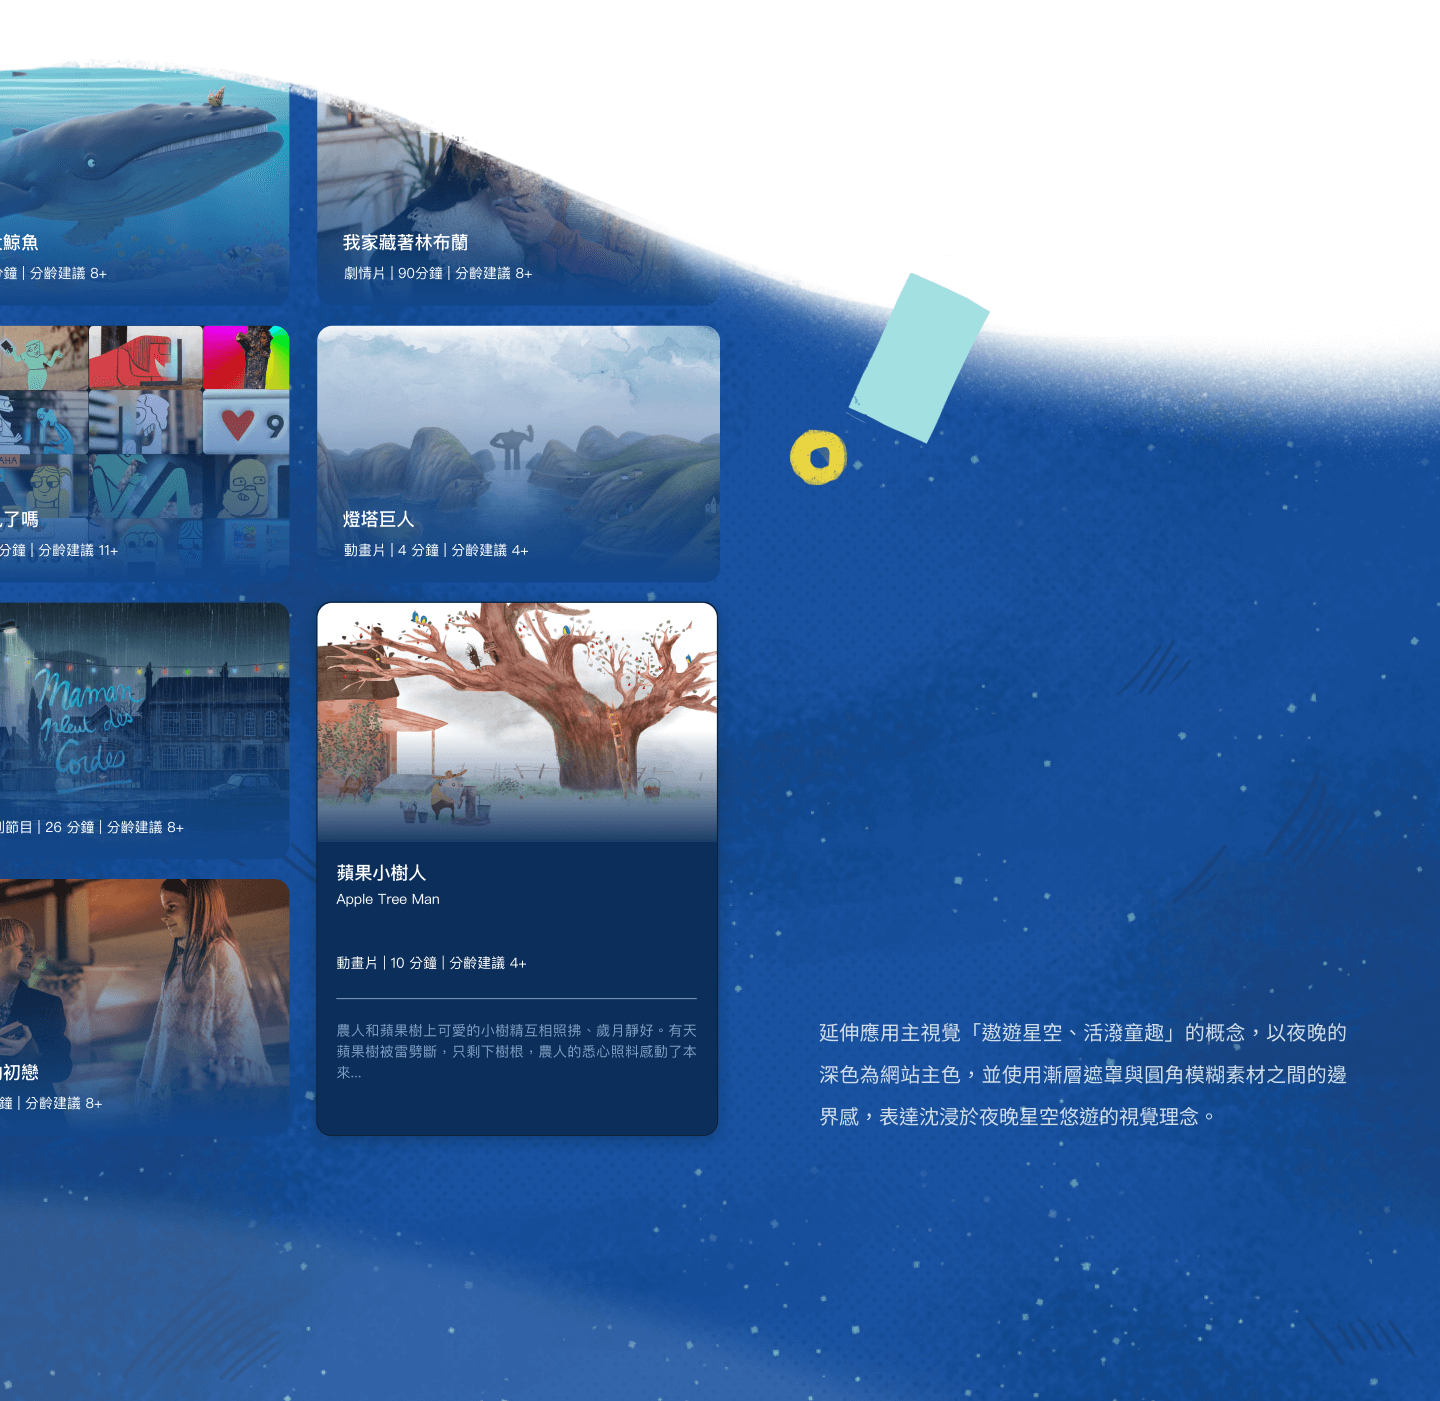 鯨魚
鐘 | 分齡建議 8+
我家藏著林布蘭
劇情片 | 90分鐘 | 分齡建議 8+
9
AHA
了嗎
分鐘 | 分齡建議 11+
燈塔巨人
動畫片 | 4 分鐘 | 分齡建議 4+
Maman
pleut des
Cordes
節目 | 26 分鐘 | 分齡建議 8+
蘋果小樹人
Apple Tree Man
動畫片 | 10 分鐘 | 分齡建議 4+
農人和蘋果樹上可愛的小樹精互相照拂、歲月靜好。有天
蘋果樹被雷劈斷，只剩下樹根，農人的悉心照料感動了本
來...
初戀
鐘 | 分齡建議 8+
延伸應用主視覺「遨遊星空、活潑童趣」的概念，以夜晚的
深色為網站主色，並使用漸層遮罩與圓角模糊素材之間的邊
界感，表達沈浸於夜晚星空悠遊的視覺理念。